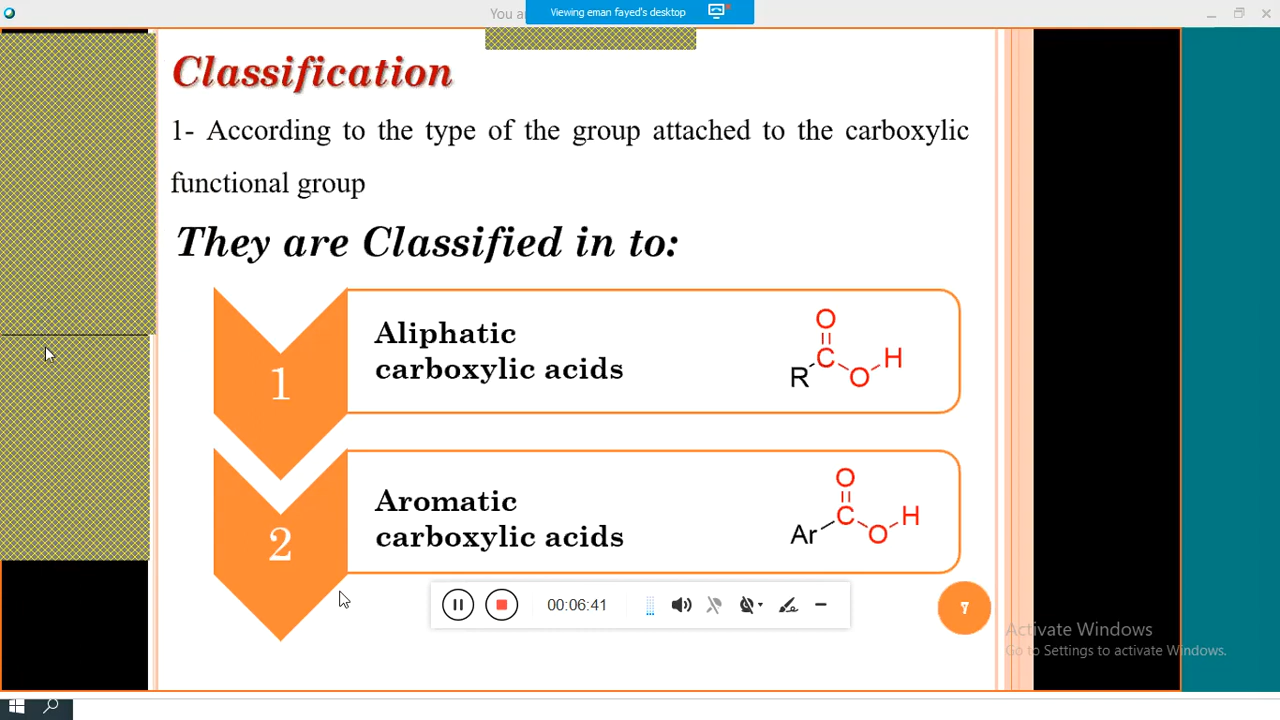 You a
Viewing eman fayed's desktop
Classification
1- According to the type of the group attached to the carboxylic
functional group
They are Classified in to:
1
Aliphatic
carboxylic acids
O
C
H
R
O
2
Aromatic
carboxylic acids
O
C
H
Ar
O
00:06:41
7
Activate Windows
Go to Settings to activate Windows.